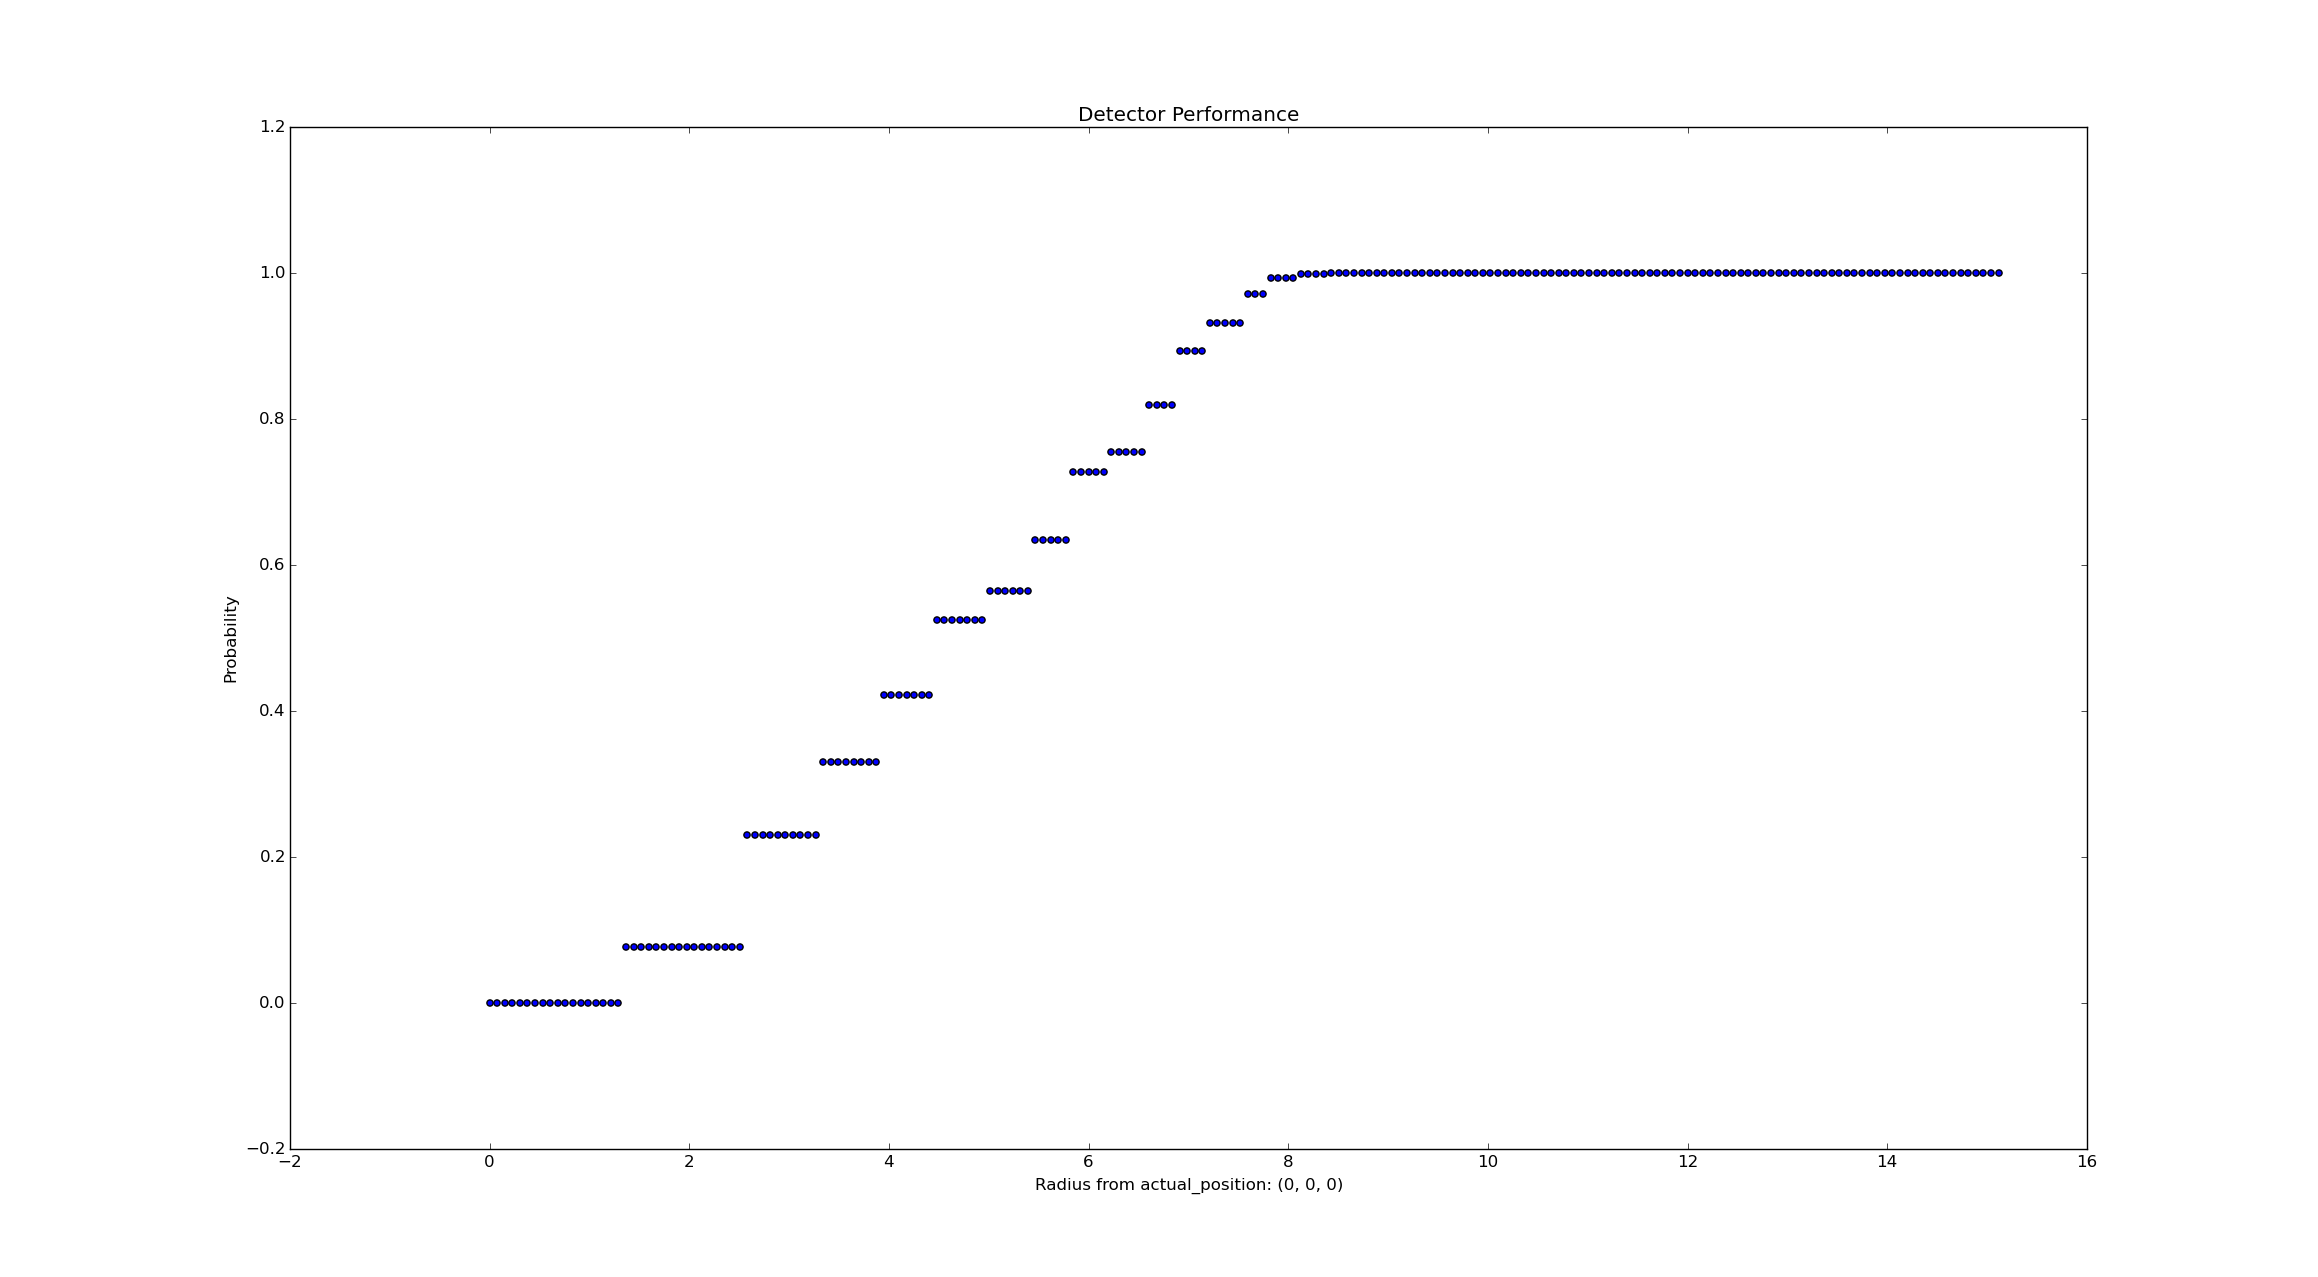 Detector Performance
1.2
1.0
0.8
0.6
0.4
0.2
0.0
−0.2
Probability
−2 0 2 4 6 8 10 12 14 16
Radius from actual_position: (0, 0, 0)